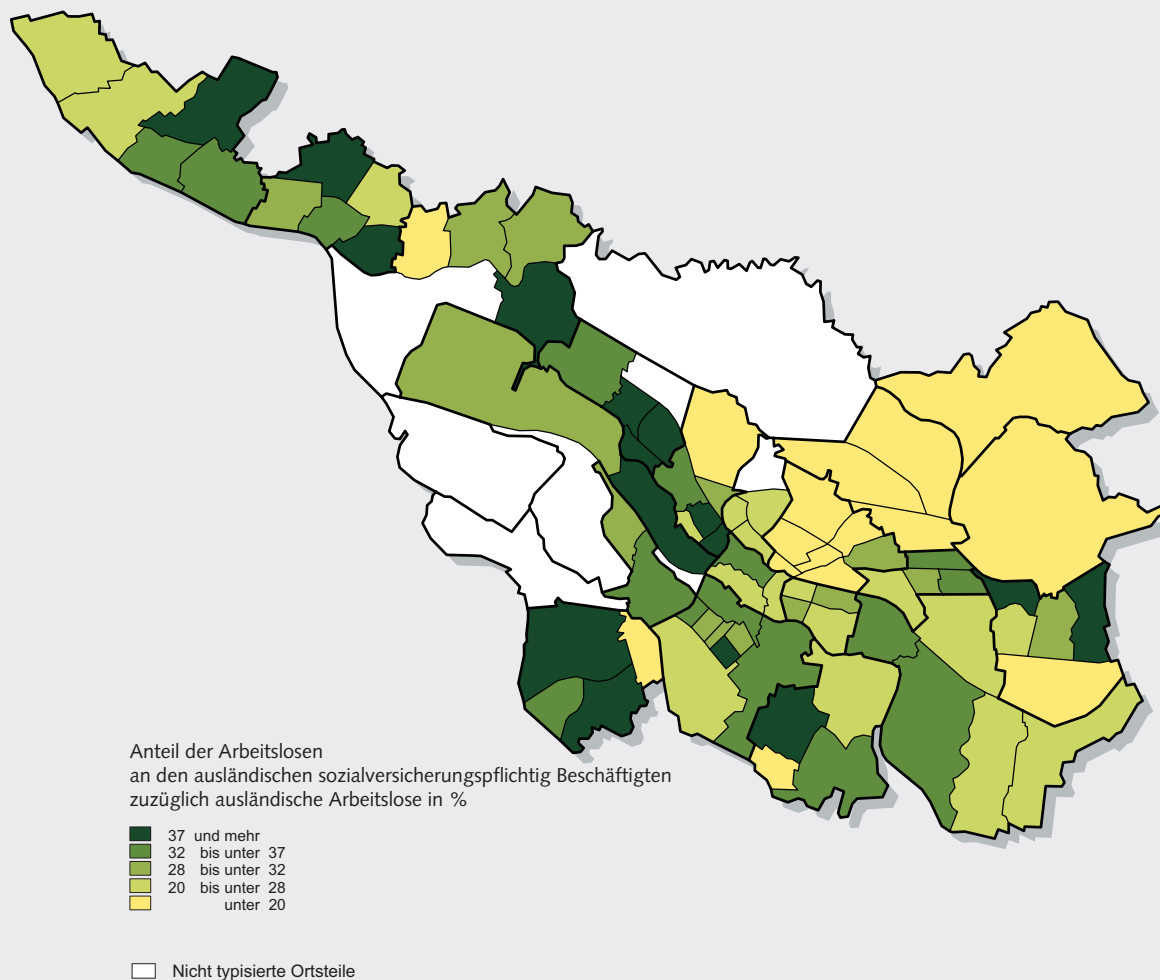 Anteil der Arbeitslosen
an den ausländischen sozialversicherungspflichtig Beschäftigten
zuzüglich ausländische Arbeitslose in %
37 und mehr
32 bis unter 37
28 bis unter 32
20 bis unter 28
unter 20
Nicht typisierte Ortsteile